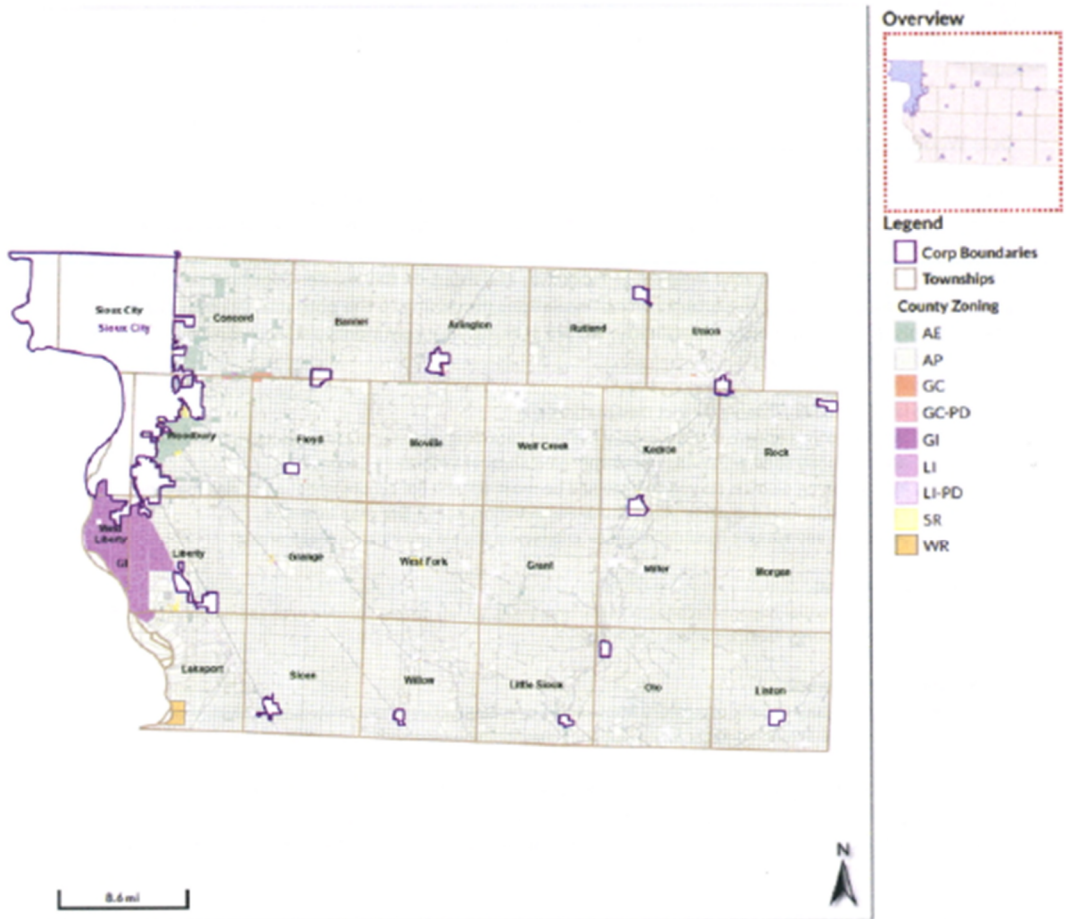 Overview
Legend
Corp Boundaries
Townships
County Zoning
AE
AP
GC
GC-PD
GI
LI
LI-PD
SR
WR
Sioux City
Sioux City
Concord
Banner
Arlington
Rutland
Union
Woodbury
Floyd
Moville
Wolf Creek
Kedron
Rock
West
Liberty
GI
Liberty
Grange
West Fork
Grant
Miller
Morgan
Lakeport
Sloan
Willow
Little Sioux
Oto
Liston
N
8.6 mi